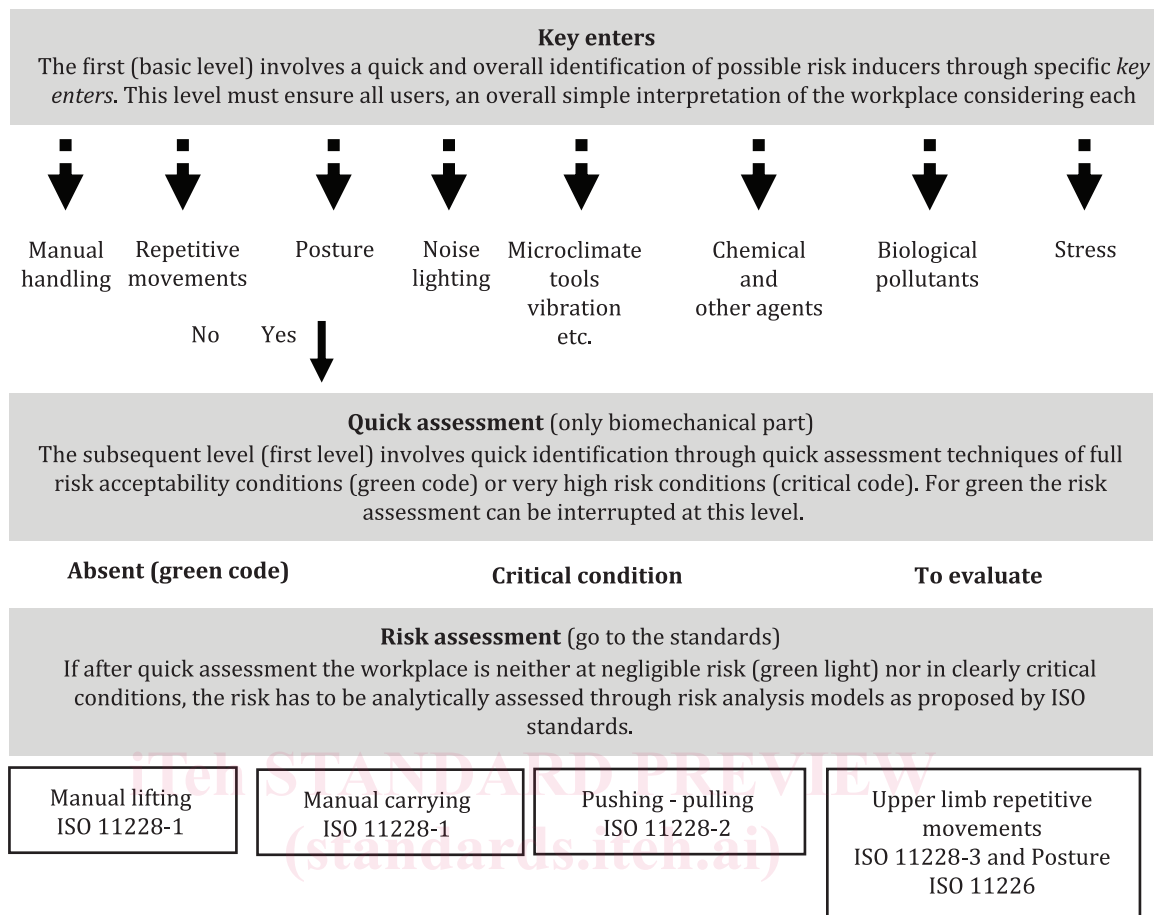 Key enters
The first (basic level) involves a quick and overall identification of possible risk inducers through specific key
enters. This level must ensure all users, an overall simple interpretation of the workplace considering each
Manual
handling
Repetitive
movements
Posture
Noise
lighting
Microclimate
tools
vibration
etc.
Chemical
and
other agents
Biological
pollutants
Stress
No Yes
Quick assessment (only biomechanical part)
The subsequent level (first level) involves quick identification through quick assessment techniques of full
risk acceptability conditions (green code) or very high risk conditions (critical code). For green the risk
assessment can be interrupted at this level.
Absent (green code)
Critical condition
To evaluate
Risk assessment (go to the standards)
If after quick assessment the workplace is neither at negligible risk (green light) nor in clearly critical
conditions, the risk has to be analytically assessed through risk analysis models as proposed by ISO
standards.
iTeh STANDARD PREVIEW
(standards.iteh.ai)
Manual lifting
ISO 11228-1
Manual carrying
ISO 11228-1
Pushing - pulling
ISO 11228-2
Upper limb repetitive
movements
ISO 11228-3 and Posture
ISO 11226